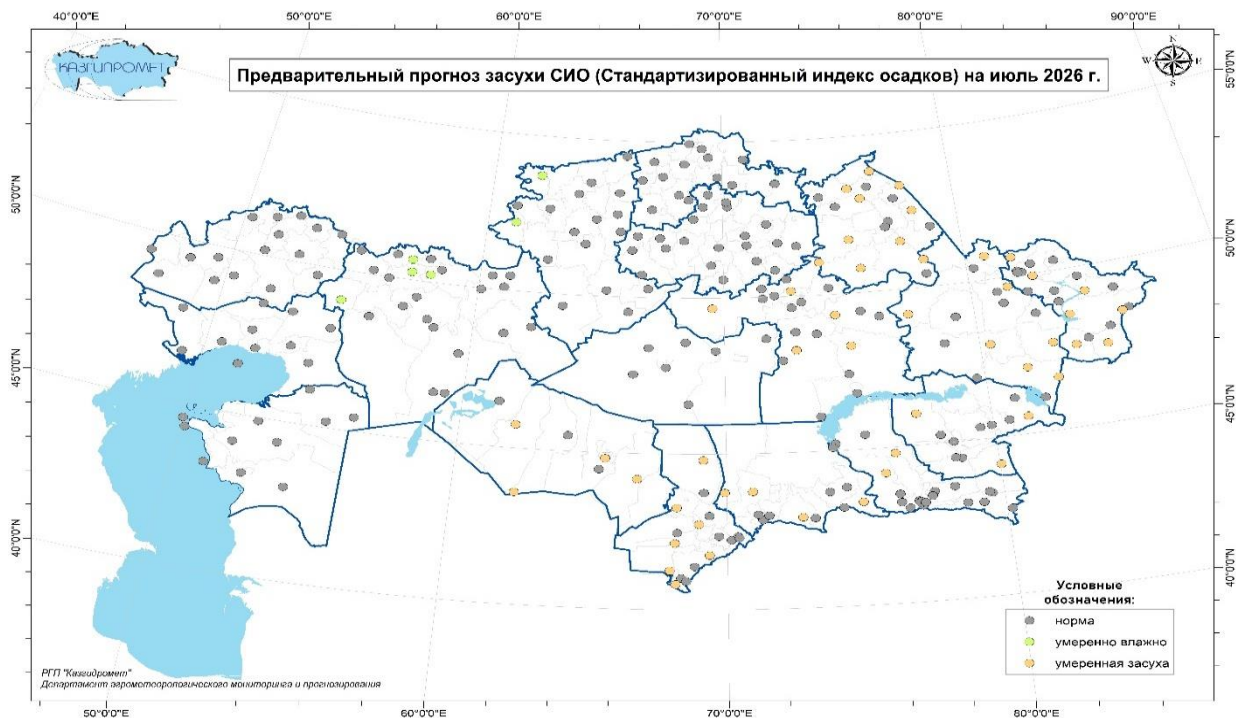 40°0'0"E 50°0'0"E 60°0'0"E 70°0'0"E 80°0'0"E 90°0'0"E
КАЗГИПРОМЕТ
Предварительный прогноз засухи СИО (Стандартизированный индекс осадков) на июль 2026 г.
N
W E
S
55°0'0"N
50°0'0"N
50°0'0"N
45°0'0"N
45°0'0"N
40°0'0"N
40°0'0"N
Условные
обозначения:
норма
умеренно влажно
умеренная засуха
РГП "Казгидромет"
Департамент агрометеорологического мониторинга и прогнозирования
50°0'0"E 60°0'0"E 70°0'0"E 80°0'0"E